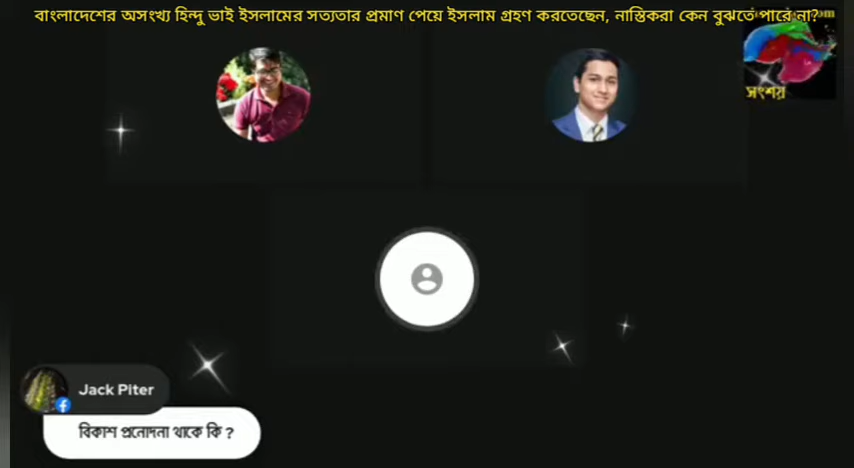 বাংলাদেশের অসংখ্য হিন্দু ভাই ইসলামের সত্যতার প্রমাণ পেয়ে ইসলাম গ্রহণ করতেছেন, নাস্তিকরা কেন বুঝতে পারে না?
সংশয়
Jack Piter
বিকাশ প্রনোদনা থাকে কি ?